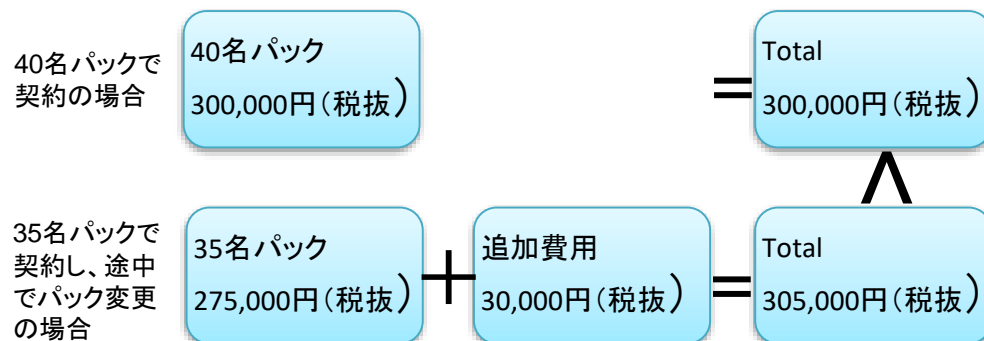 40名パックで
契約の場合
40名パック
300,000円(税抜)
=
Total
300,000円(税抜)
∧
35名パックで
契約し、途中
でパック変更
の場合
35名パック
275,000円(税抜)
+
追加費用
30,000円(税抜)
=
Total
305,000円(税抜)